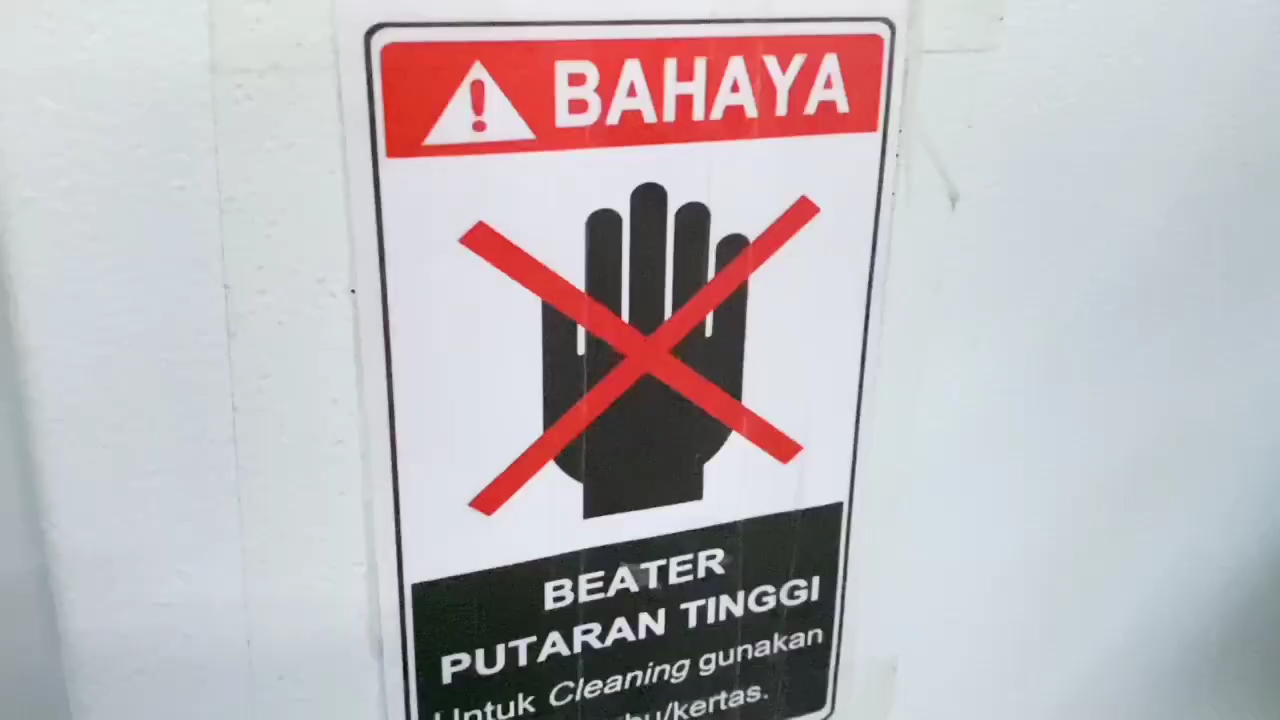 BAHAYA
BEATER
PUTARAN TINGGI
Untuk Cleaning gunakan
/kertas.